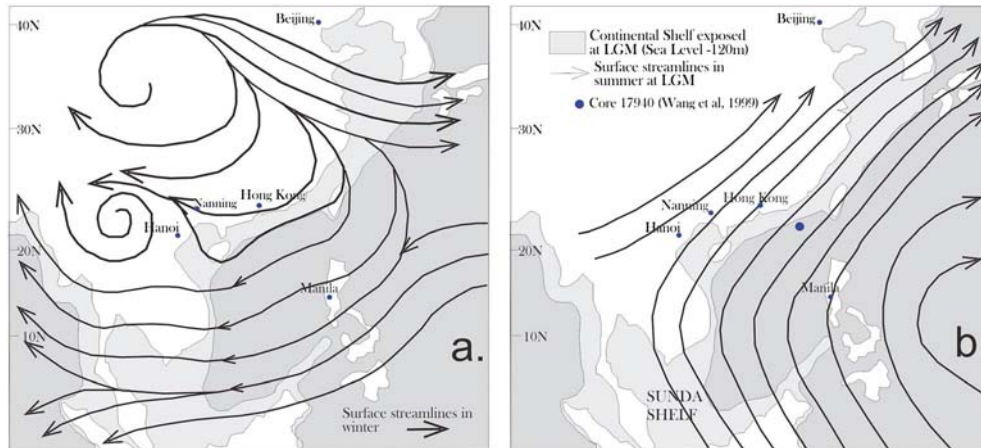 40N
Beijing
a.
30N
Hong Kong
Nanning
Hanoi
20N
Manila
10N
Surface streamlines in
winter
40N
Beijing
Continental Shelf exposed
at LGM (Sea Level -120m)
Surface streamlines in
summer at LGM
Core 17940 (Wang et al, 1999)
b.
30N
Nanning
Hong Kong
Hanoi
20N
Manila
10N
SUNDA
SHELF
a.
b